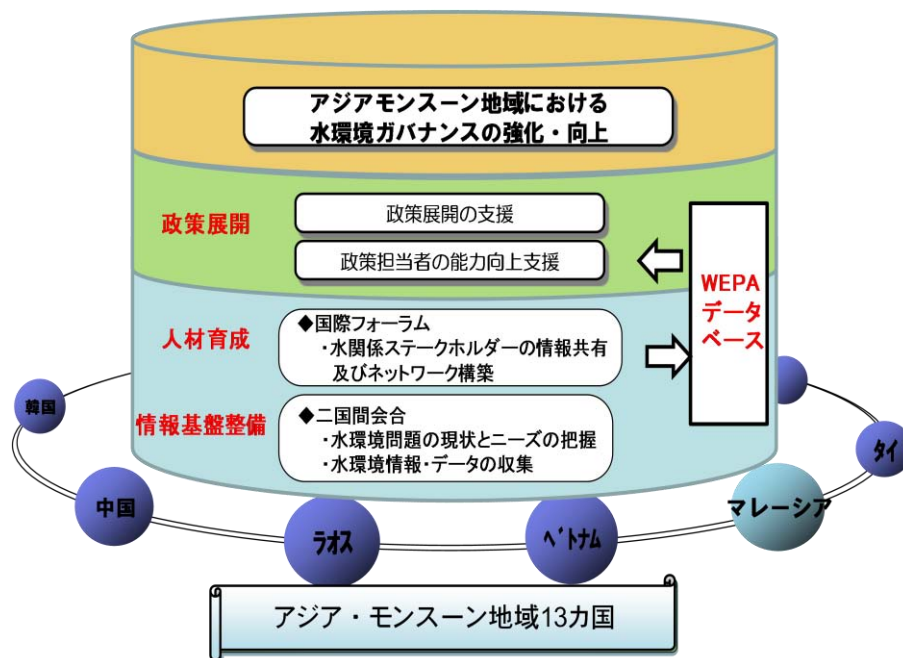 アジアモンスーン地域における
水環境ガバナンスの強化・向上
政策展開
政策展開の支援
政策担当者の能力向上支援
WEPA
データ
ベース
人材育成
◆国際フォーラム
・水関係ステークホルダーの情報共有
及びネットワーク構築
情報基盤整備
◆二国間会合
・水環境問題の現状とニーズの把握
・水環境情報・データの収集
韓国
中国
ラオス
ベトナム
マレーシア
タイ
アジア・モンスーン地域13カ国